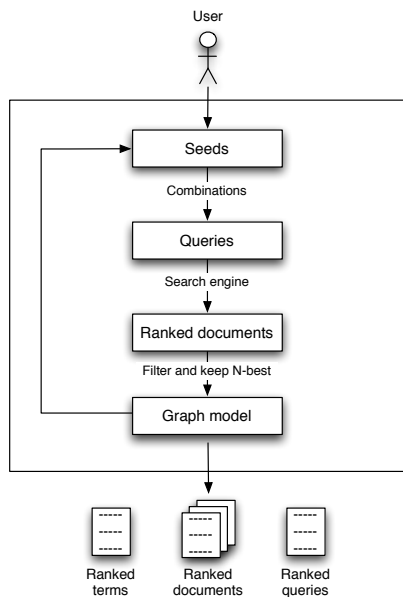 User
Seeds
Combinations
Queries
Search engine
Ranked documents
Filter and keep N-best
Graph model
Ranked
terms
Ranked
documents
Ranked
queries